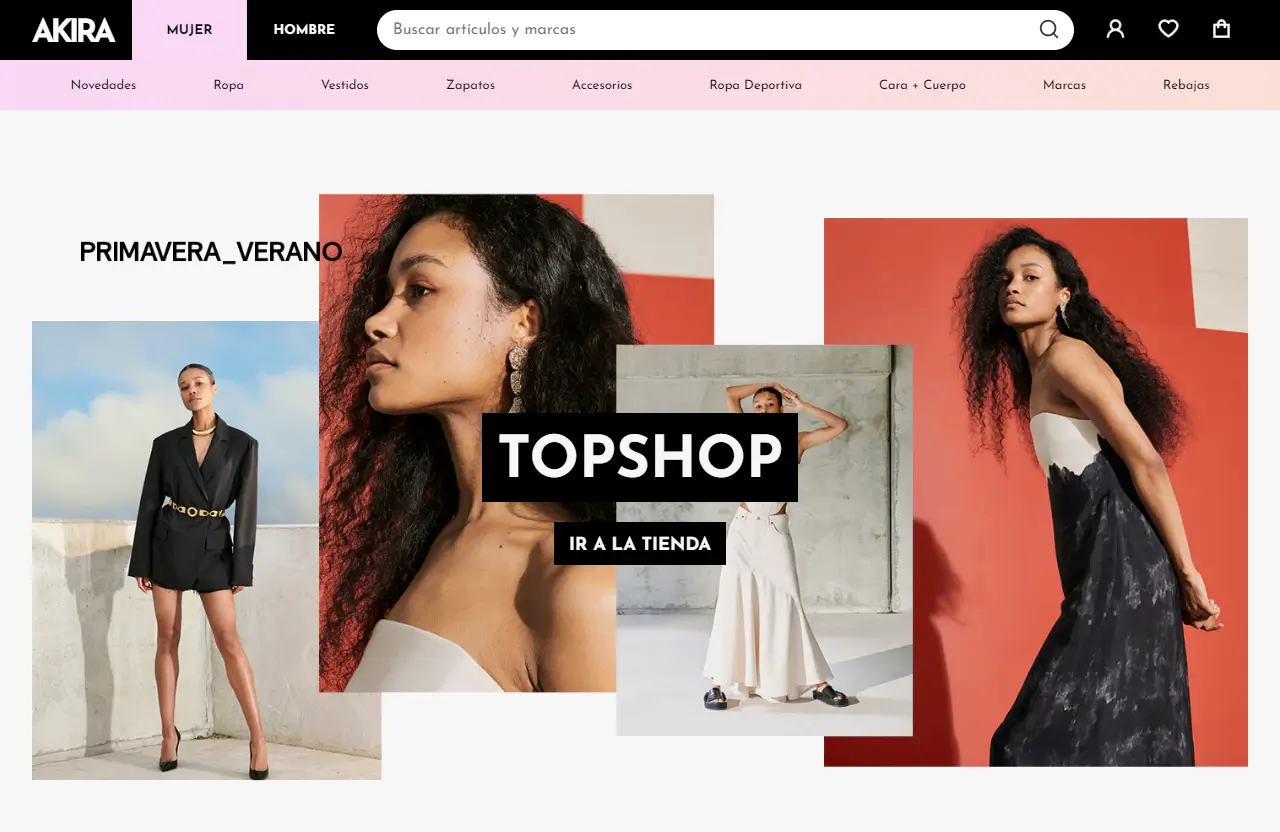 AKIRA
MUJER
HOMBRE
Buscar artículos y marcas
Novedades
Ropa
Vestidos
Zapatos
Accesorios
Ropa Deportiva
Cara + Cuerpo
Marcas
Rebajas
PRIMAVERA_VERANO
TOPSHOP
IR A LA TIENDA